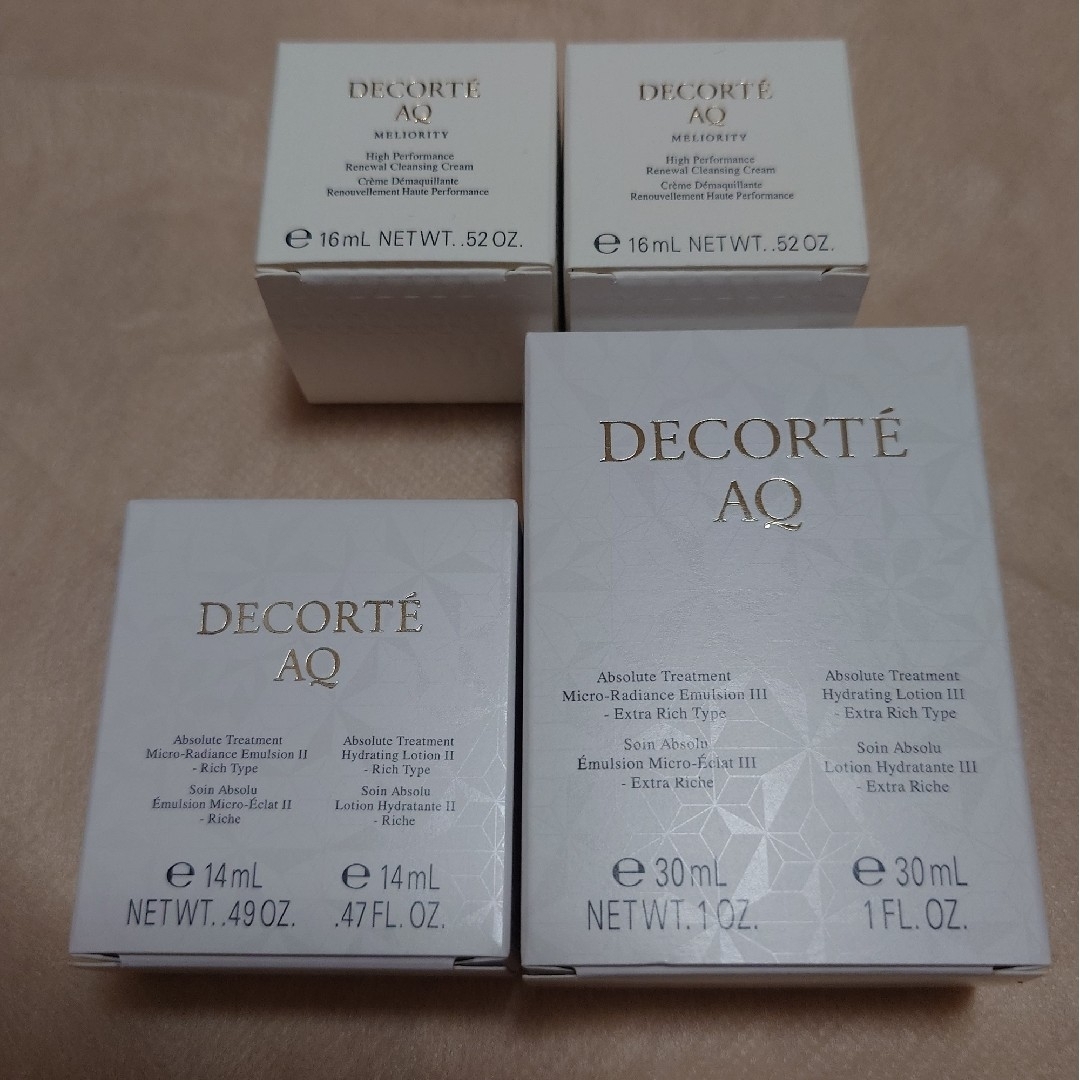 DECORTÉ
AQ
MELIORITY
High Performance
Renewal Cleansing Cream
Crème Démaquillante
Renouvellement Haute Performance
℮ 16mL NET WT. .52 OZ.
DECORTÉ
AQ
MELIORITY
High Performance
Renewal Cleansing Cream
Crème Démaquillante
Renouvellement Haute Performance
℮ 16mL NET WT. .52 OZ.
DECORTÉ
AQ
Absolute Treatment
Micro-Radiance Emulsion II
- Rich Type
Soin Absolu
Émulsion Micro-Éclat II
- Riche
℮ 14mL
NET WT. .49 OZ.
Absolute Treatment
Hydrating Lotion II
- Rich Type
Soin Absolu
Lotion Hydratante II
- Riche
℮ 14mL
.47 FL. OZ.
DECORTÉ
AQ
Absolute Treatment
Micro-Radiance Emulsion III
- Extra Rich Type
Soin Absolu
Émulsion Micro-Éclat III
- Extra Riche
℮ 30mL
NET WT. 1 OZ.
Absolute Treatment
Hydrating Lotion III
- Extra Rich Type
Soin Absolu
Lotion Hydratante III
- Extra Riche
℮ 30mL
1 FL. OZ.